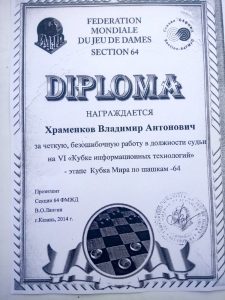 FEDERATION
MONDIALE
DU JEU DE DAMES
SECTION 64
DIPLOMA
НАГРАЖДАЕТСЯ
Храменков Владимир Антонович
за четкую, безошибочную работу в должности судьи
на VI «Кубке информационных технологий»
- этапе Кубка Мира по шашкам -64
Президент
Секции 64 ФМЖД
В.О.Лангин
г.Казань, 2014 г.